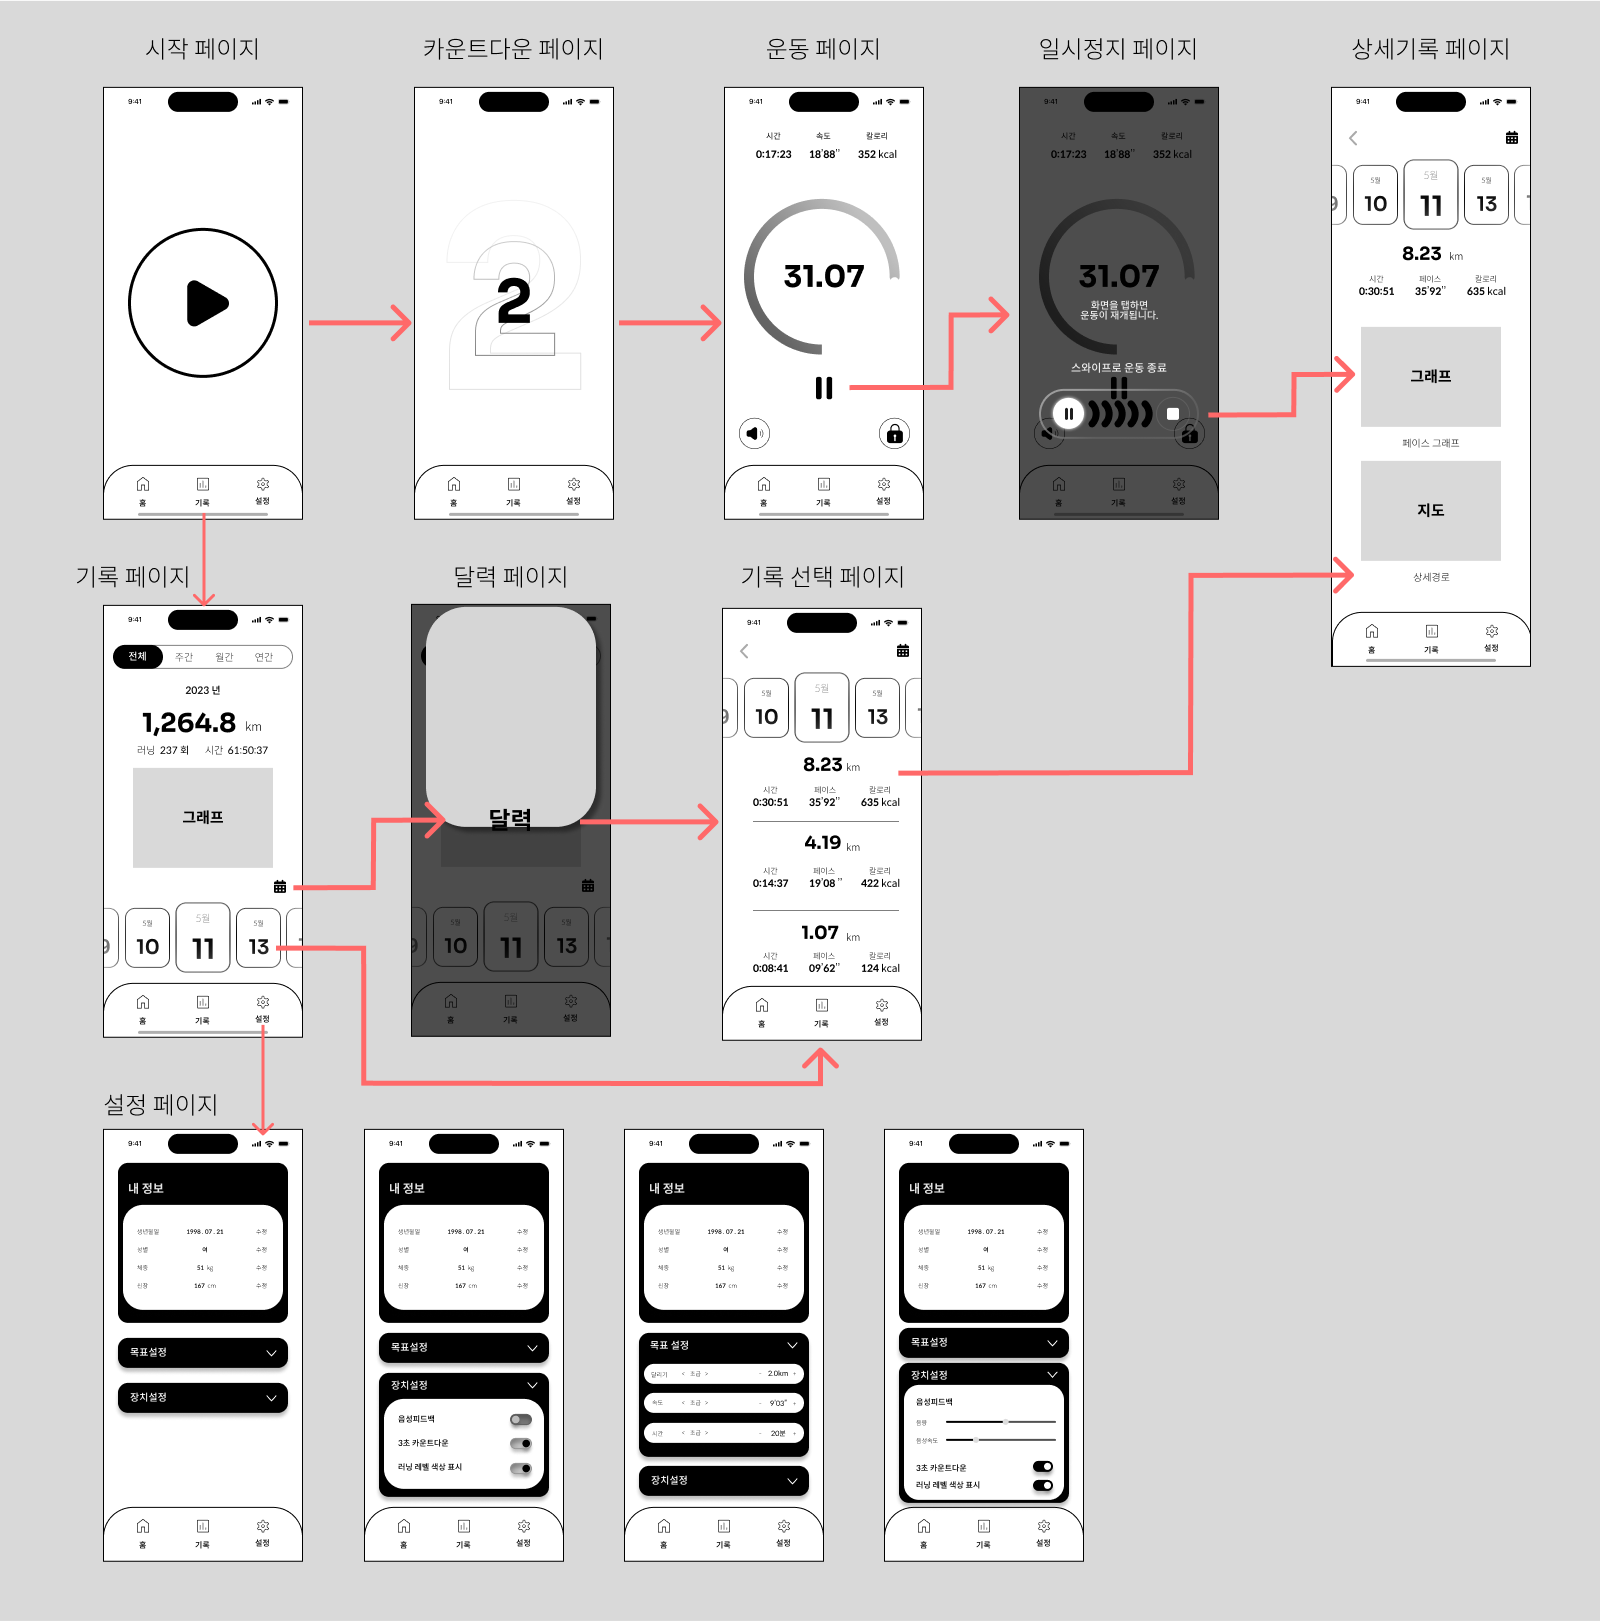 시작 페이지
카운트다운 페이지
운동 페이지
일시정지 페이지
상세기록 페이지
9:41
홈
기록
설정
9:41
2
홈
기록
설정
9:41
시간 속도 칼로리
0:17:23 18'88" 352 kcal
31.07
홈
기록
설정
9:41
시간 속도 칼로리
0:17:23 18'88" 352 kcal
31.07
화면을 탭하면
운동이 재개됩니다.
스와이프로 운동 종료
홈
기록
설정
9:41
5월 5월 5월
9 10 11 13
8.23 km
시간 페이스 칼로리
0:30:51 35'92" 635 kcal
그래프
페이스 그래프
지도
상세경로
홈
기록
설정
기록 페이지
달력 페이지
기록 선택 페이지
9:41
전체 주간 월간 연간
2023 년
1,264.8 km
러닝 237 회 시간 61:50:37
그래프
5월 5월 5월
9 10 11 13
홈
기록
설정
달력
5월 5월 5월
9 10 11 13
홈
기록
설정
9:41
5월 5월 5월
9 10 11 13
8.23 km
시간 페이스 칼로리
0:30:51 35'92" 635 kcal
4.19 km
시간 페이스 칼로리
0:14:37 19'08 " 422 kcal
1.07 km
시간 페이스 칼로리
0:08:41 09'62" 124 kcal
홈
기록
설정
설정 페이지
9:41
내 정보
생년월일 1998. 07. 21 수정
성별 여 수정
체중 51 kg 수정
신장 167 cm 수정
목표설정
장치설정
홈
기록
설정
9:41
내 정보
생년월일 1998. 07. 21 수정
성별 여 수정
체중 51 kg 수정
신장 167 cm 수정
목표설정
장치설정
음성피드백
3초 카운트다운
러닝 레벨 색상 표시
홈
기록
설정
9:41
내 정보
생년월일 1998. 07. 21 수정
성별 여 수정
체중 51 kg 수정
신장 167 cm 수정
목표 설정
달리기 < 초급 > - 2.0km +
속도 < 초급 > - 9'03" +
시간 < 초급 > - 20분 +
장치설정
홈
기록
설정
9:41
내 정보
생년월일 1998. 07. 21 수정
성별 여 수정
체중 51 kg 수정
신장 167 cm 수정
목표설정
장치설정
음성피드백
음량
음성속도
3초 카운트다운
러닝 레벨 색상 표시
홈
기록
설정